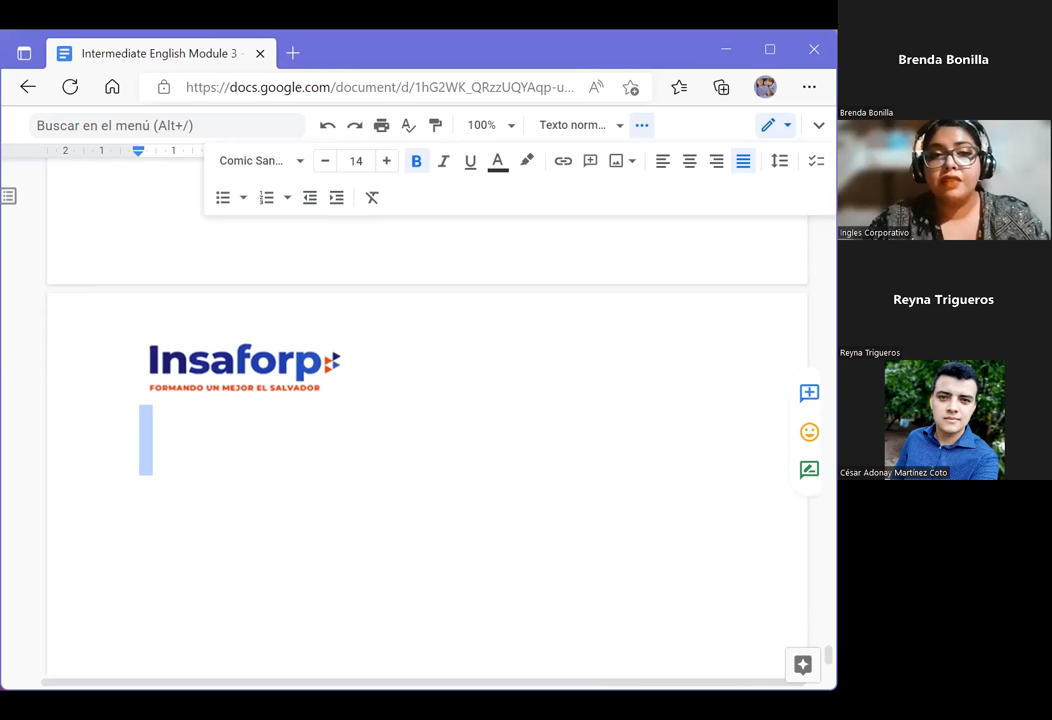 Intermediate English Module 3 -
https://docs.google.com/document/d/1hG2WK_QRzzUQYAqp-u...
Buscar en el menú (Alt+/)
100%
Texto norm...
2 1 1
Comic San...
14
B I U A
Insaforp
FORMANDO UN MEJOR EL SALVADOR
Brenda Bonilla
Brenda Bonilla
Ingles Corporativo
Reyna Trigueros
Reyna Trigueros
César Adonay Martínez Coto